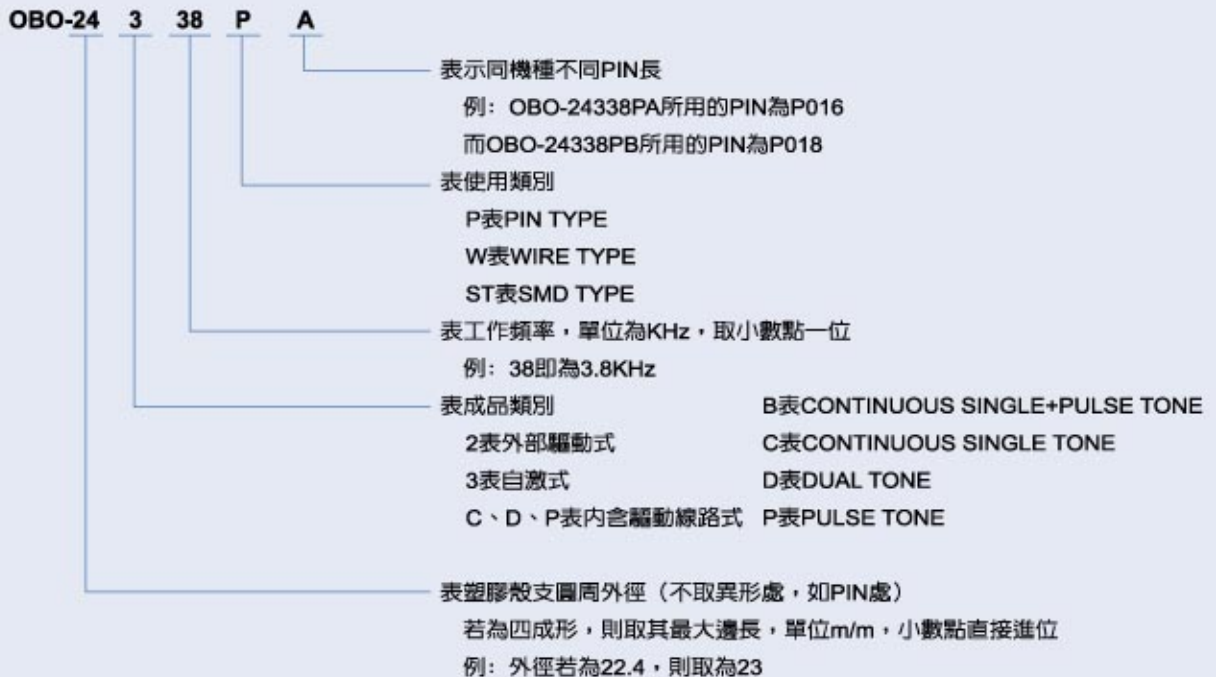 OBO-24 3 38 P A
表示同機種不同PIN長
例：OBO-24338PA所用的PIN為P016
而OBO-24338PB所用的PIN為P018
表使用類別
P表PIN TYPE
W表WIRE TYPE
ST表SMD TYPE
表工作頻率，單位為KHz，取小數點一位
例：38即為3.8KHz
表成品類別 B表CONTINUOUS SINGLE+PULSE TONE
2表外部驅動式 C表CONTINUOUS SINGLE TONE
3表自激式 D表DUAL TONE
C、D、P表內含驅動線路式 P表PULSE TONE
表塑膠殼支圓周外徑（不取異形處，如PIN處）
若為四成形，則取其最大邊長，單位m/m，小數點直接進位
例：外徑若為22.4，則取為23